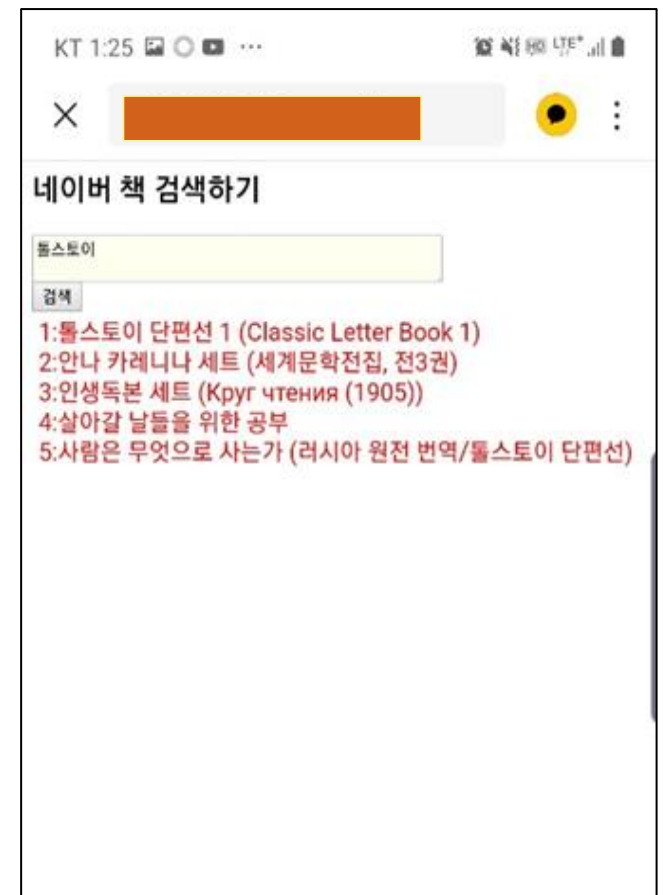 KT 1:25
LTE+
네이버 책 검색하기
톨스토이
검색
1:톨스토이 단편선 1 (Classic Letter Book 1)
2:안나 카레니나 세트 (세계문학전집, 전3권)
3:인생독본 세트 (Круг чтения (1905))
4:살아갈 날들을 위한 공부
5:사람은 무엇으로 사는가 (러시아 원전 번역/톨스토이 단편선)